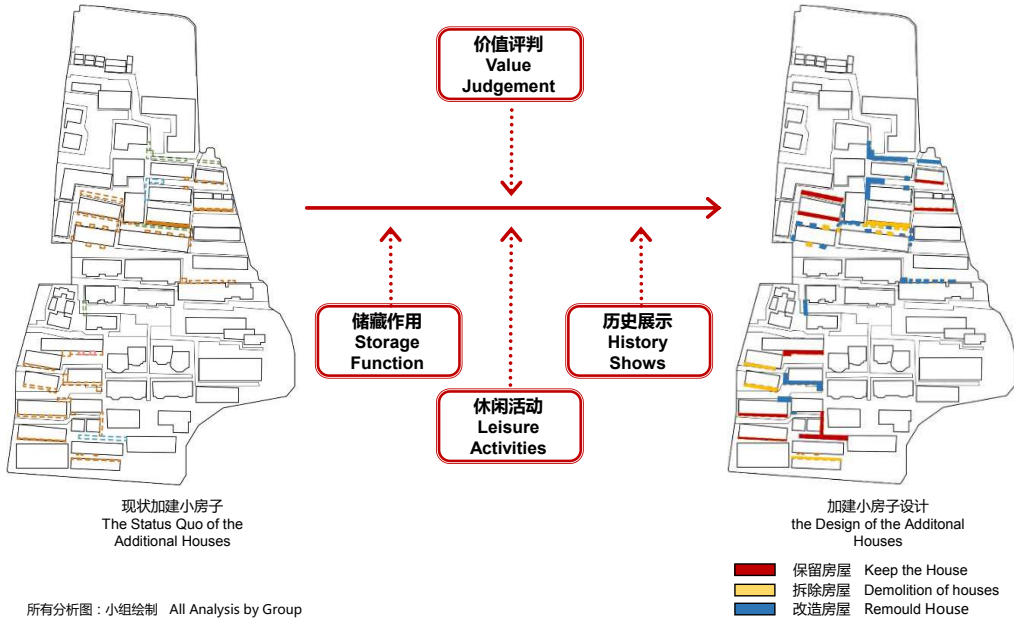 价值评判
Value
Judgement
储藏作用
Storage
Function
历史展示
History
Shows
休闲活动
Leisure
Activities
现状加建小房子
The Status Quo of the
Additional Houses
加建小房子设计
the Design of the Additonal
Houses
保留房屋 Keep the House
拆除房屋 Demolition of houses
改造房屋 Remould House
所有分析图：小组绘制 All Analysis by Group